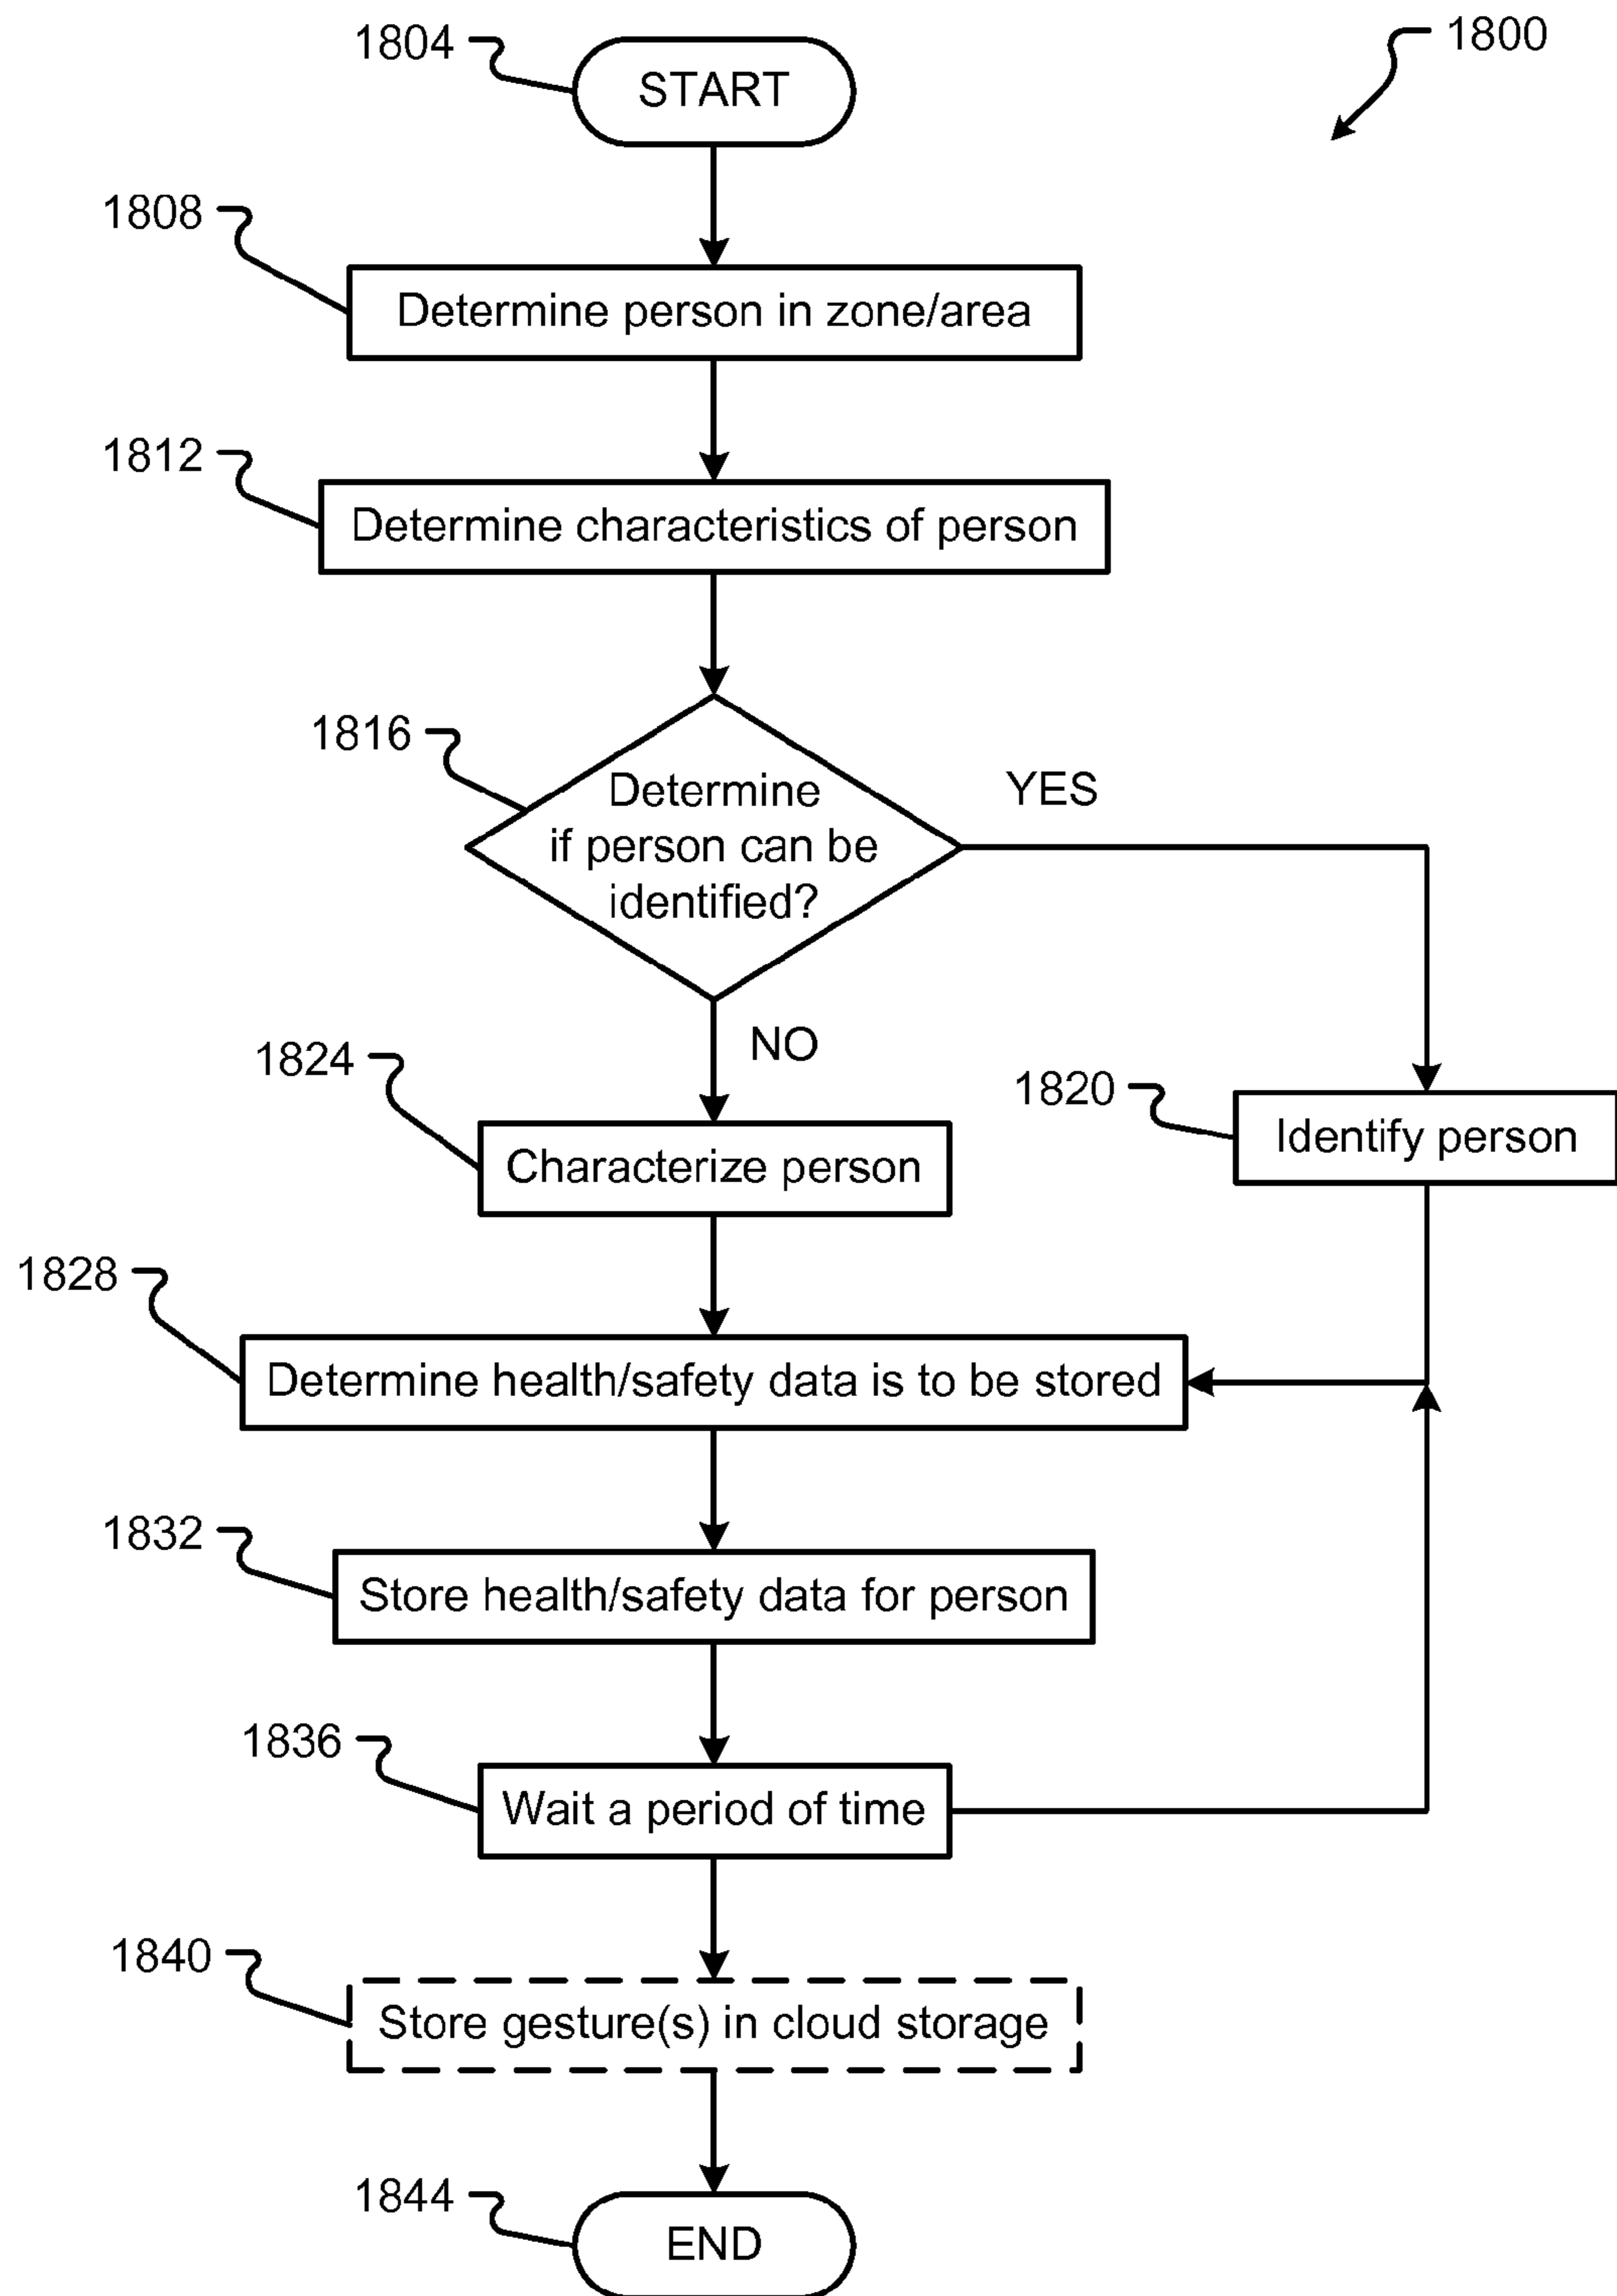 1800
1804
START
1808
Determine person in zone/area
1812
Determine characteristics of person
1816
Determine
if person can be
identified?
YES
NO
1824
Characterize person
1820
Identify person
1828
Determine health/safety data is to be stored
1832
Store health/safety data for person
1836
Wait a period of time
1840
Store gesture(s) in cloud storage
1844
END